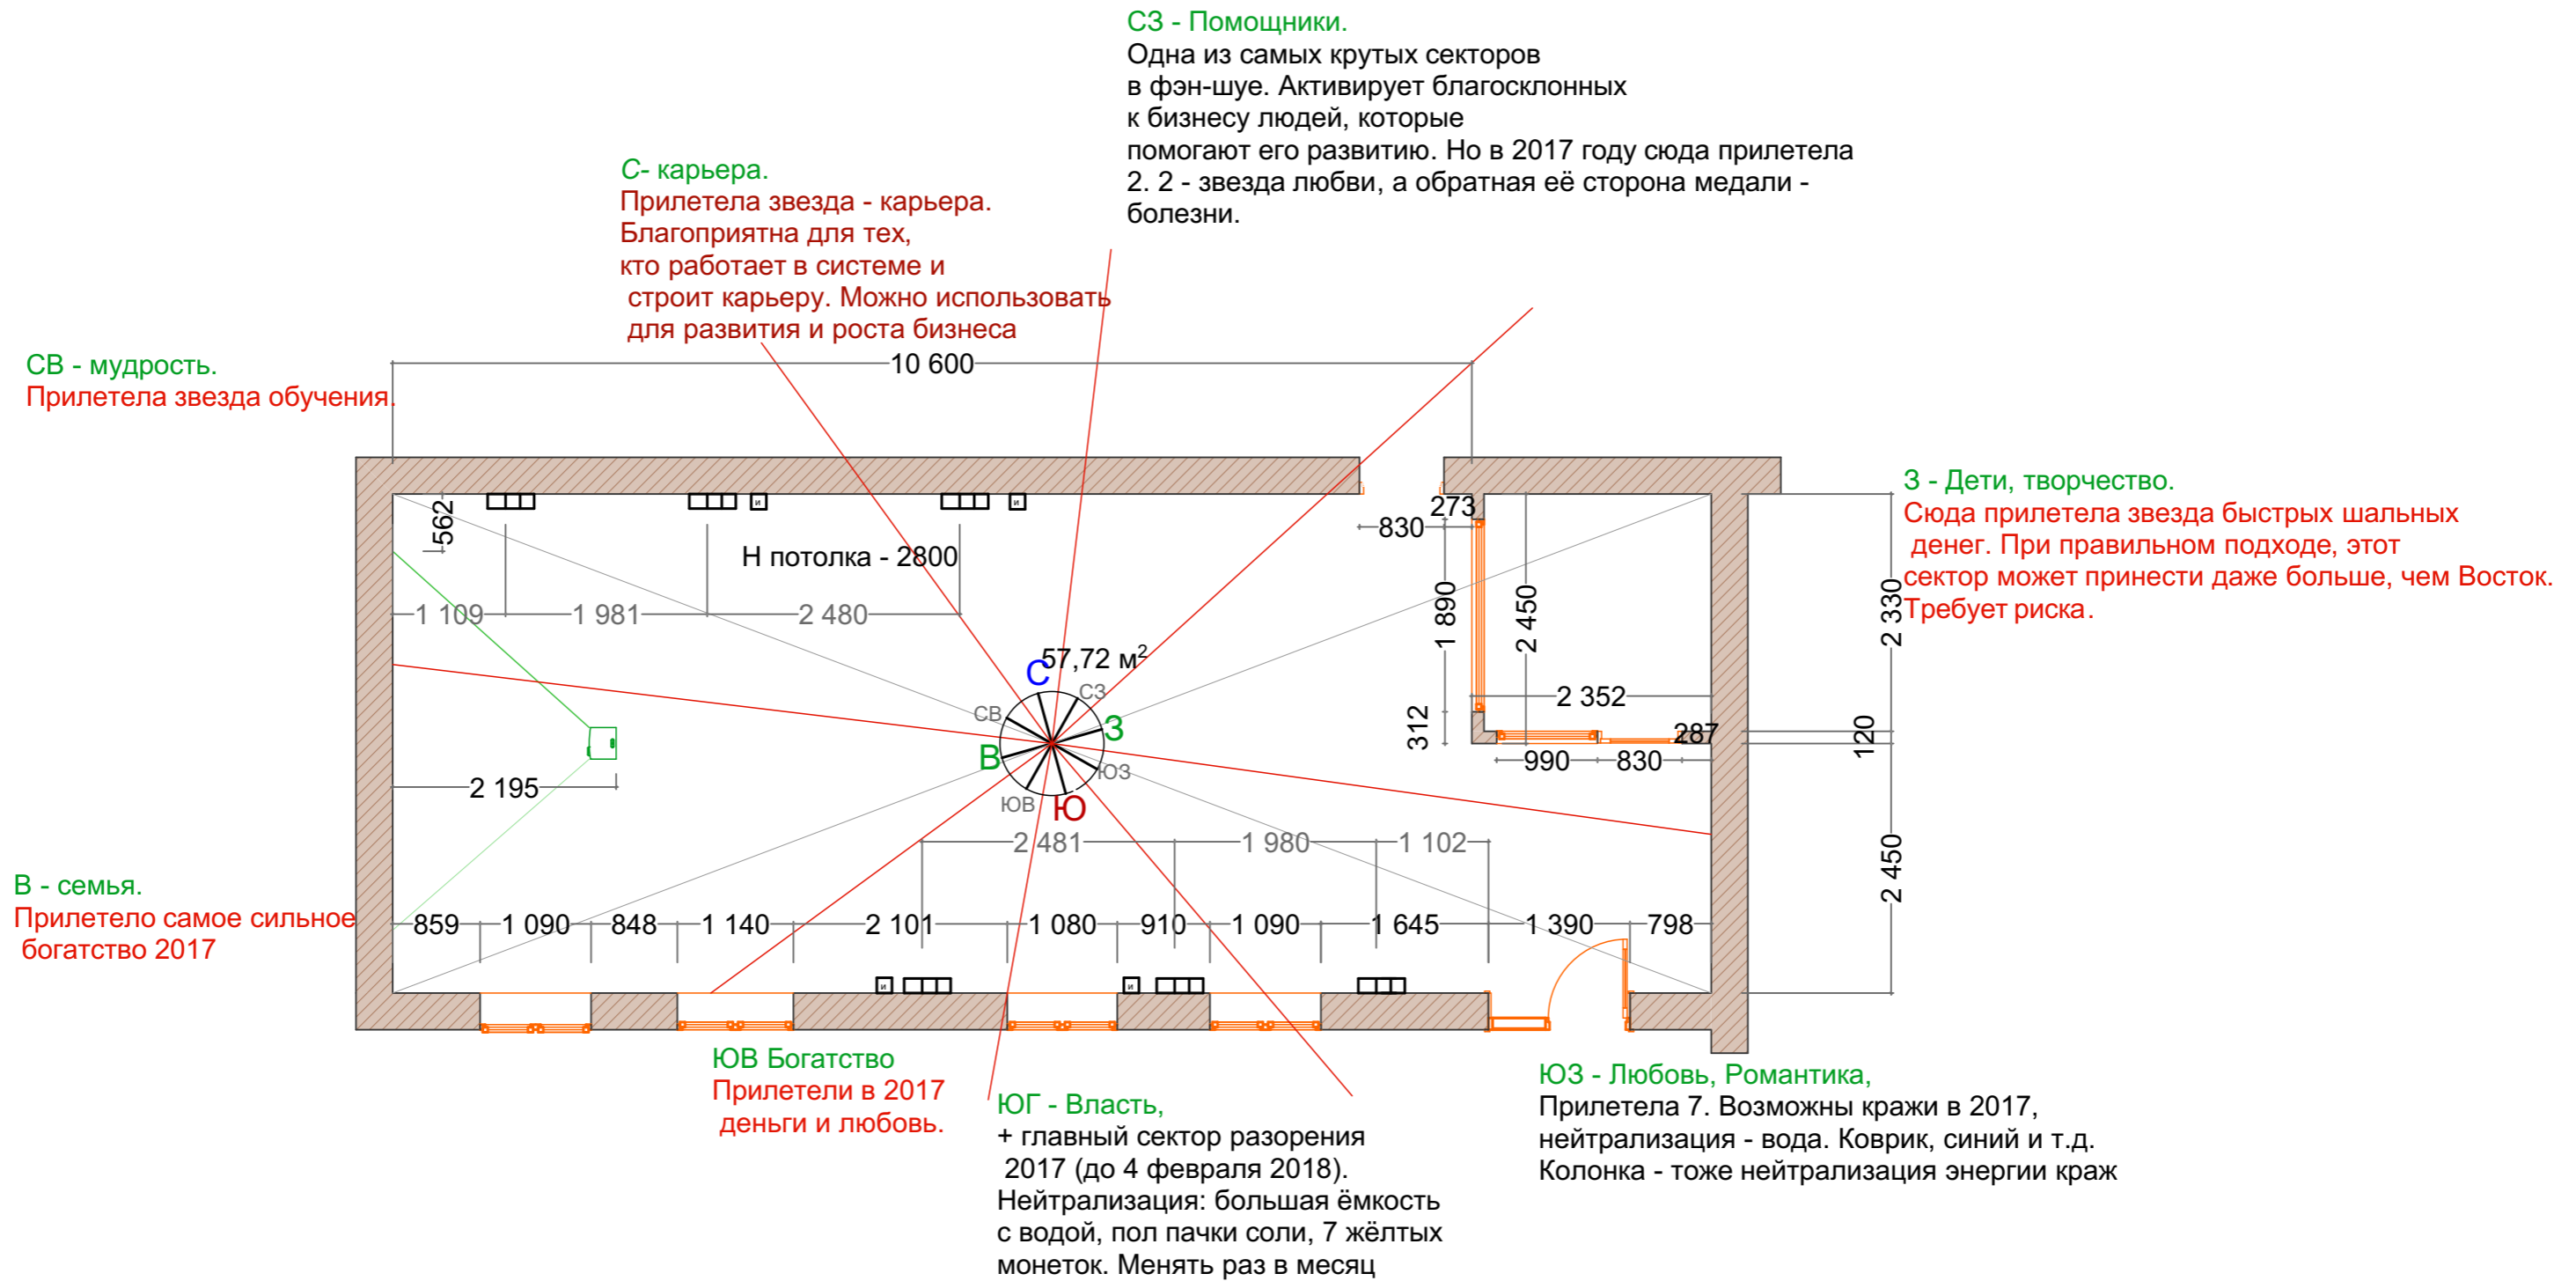 СЗ - Помощники.
Одна из самых крутых секторов
в фэн-шуе. Активирует благосклонных
к бизнесу людей, которые
помогают его развитию. Но в 2017 году сюда прилетела
2. 2 - звезда любви, а обратная её сторона медали -
болезни.
С- карьера.
Прилетела звезда - карьера.
Благоприятна для тех,
кто работает в системе и
строит карьеру. Можно использовать
для развития и роста бизнеса
СВ - мудрость.
Прилетела звезда обучения.
10 600
З - Дети, творчество.
Сюда прилетела звезда быстрых шальных
денег. При правильном подходе, этот
сектор может принести даже больше, чем Восток.
Требует риска.
562
и
и
273
830
Н потолка - 2800
1 109
1 981
2 480
1 890
2 450
2 330
57,72 м²
С
СЗ
СВ
З
В
ЮЗ
ЮВ
Ю
2 352
312
287
990
830
120
2 195
2 481
1 980
1 102
2 450
В - семья.
Прилетело самое сильное
богатство 2017
859
1 090
848
1 140
2 101
1 080
910
1 090
1 645
1 390
798
и
и
ЮВ Богатство
Прилетели в 2017
деньги и любовь.
ЮГ - Власть,
+ главный сектор разорения
2017 (до 4 февраля 2018).
Нейтрализация: большая ёмкость
с водой, пол пачки соли, 7 жёлтых
монеток. Менять раз в месяц
ЮЗ - Любовь, Романтика,
Прилетела 7. Возможны кражи в 2017,
нейтрализация - вода. Коврик, синий и т.д.
Колонка - тоже нейтрализация энергии краж